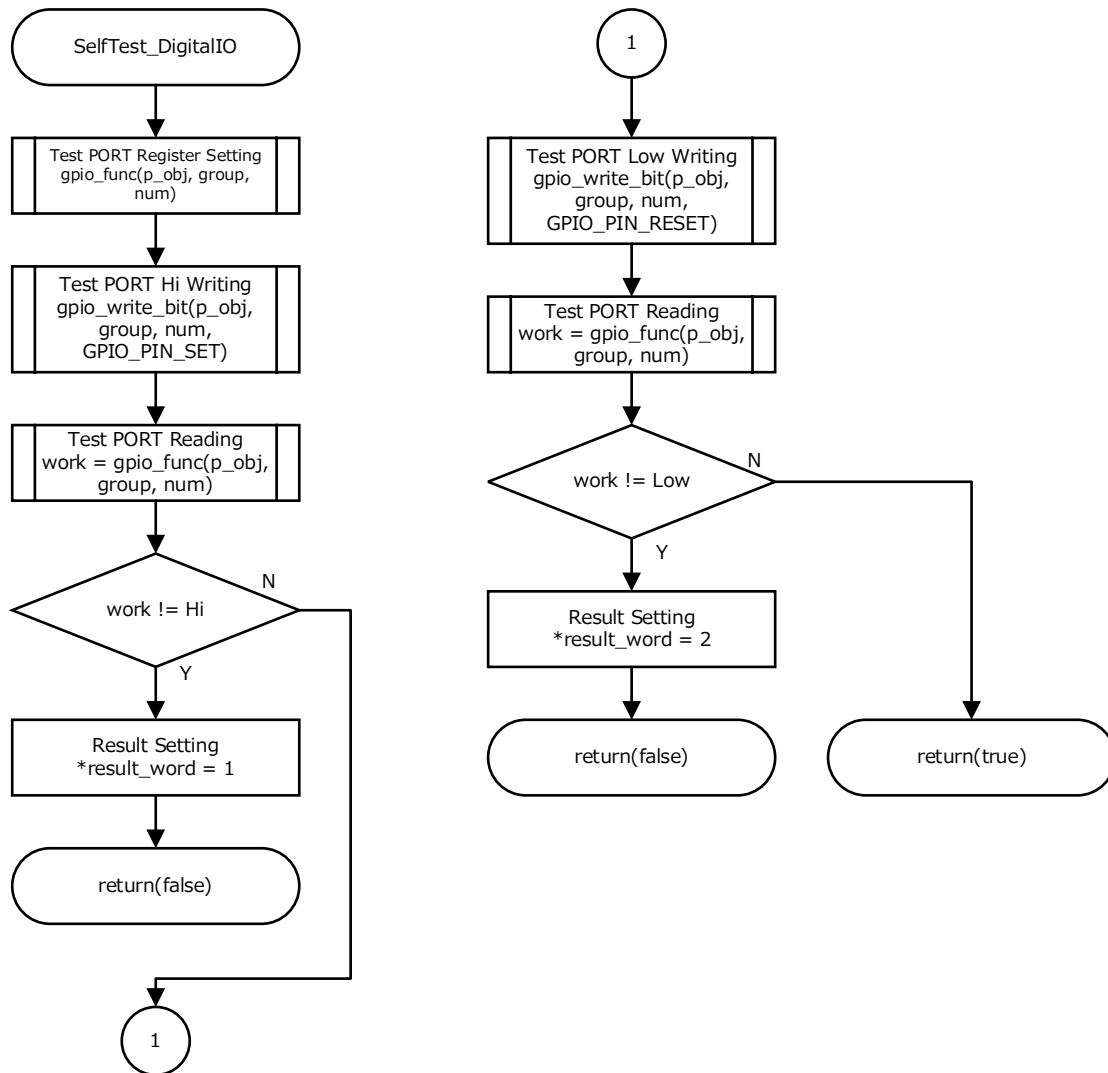 SelfTest_DigitalIO
Test PORT Register Setting
gpio_func(p_obj, group,
num)
Test PORT Hi Writing
gpio_write_bit(p_obj,
group, num,
GPIO_PIN_SET)
Test PORT Reading
work = gpio_func(p_obj,
group, num)
work != Hi
N
Y
Result Setting
*result_word = 1
return(false)
1
1
Test PORT Low Writing
gpio_write_bit(p_obj,
group, num,
GPIO_PIN_RESET)
Test PORT Reading
work = gpio_func(p_obj,
group, num)
work != Low
N
Y
Result Setting
*result_word = 2
return(false)
return(true)